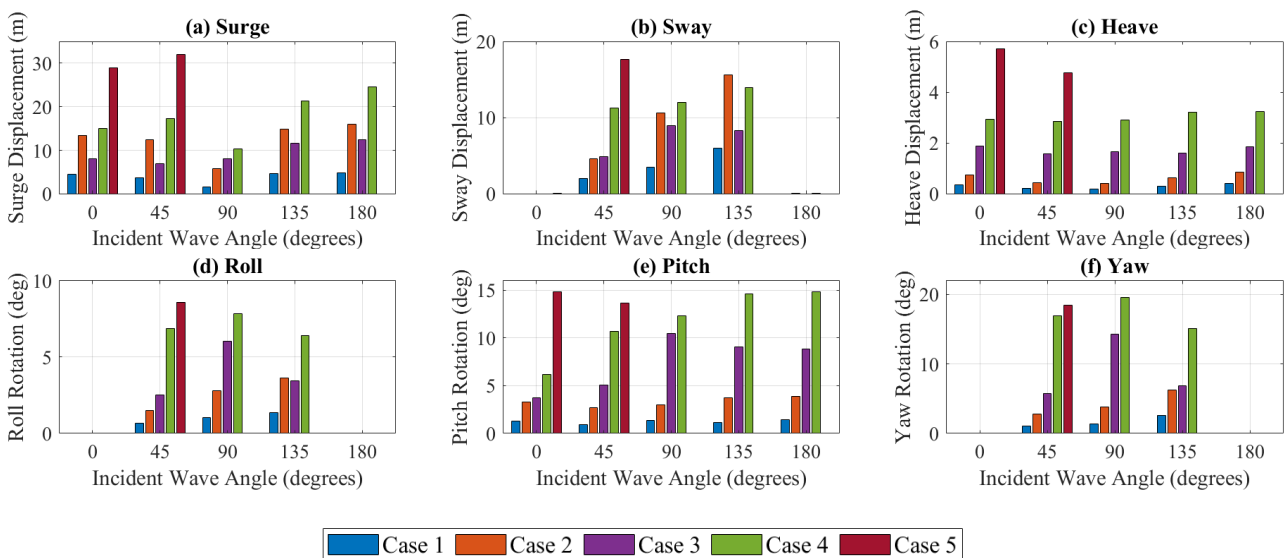 (a) Surge
Surge Displacement (m)
30
20
10
0
0 45 90 135 180
Incident Wave Angle (degrees)
(b) Sway
Sway Displacement (m)
20
10
0
0 45 90 135 180
Incident Wave Angle (degrees)
(c) Heave
Heave Displacement (m)
6
4
2
0
0 45 90 135 180
Incident Wave Angle (degrees)
(d) Roll
Roll Rotation (deg)
10
5
0
0 45 90 135 180
Incident Wave Angle (degrees)
(e) Pitch
Pitch Rotation (deg)
15
10
5
0
0 45 90 135 180
Incident Wave Angle (degrees)
(f) Yaw
Yaw Rotation (deg)
20
10
0
0 45 90 135 180
Incident Wave Angle (degrees)
Case 1 Case 2 Case 3 Case 4 Case 5